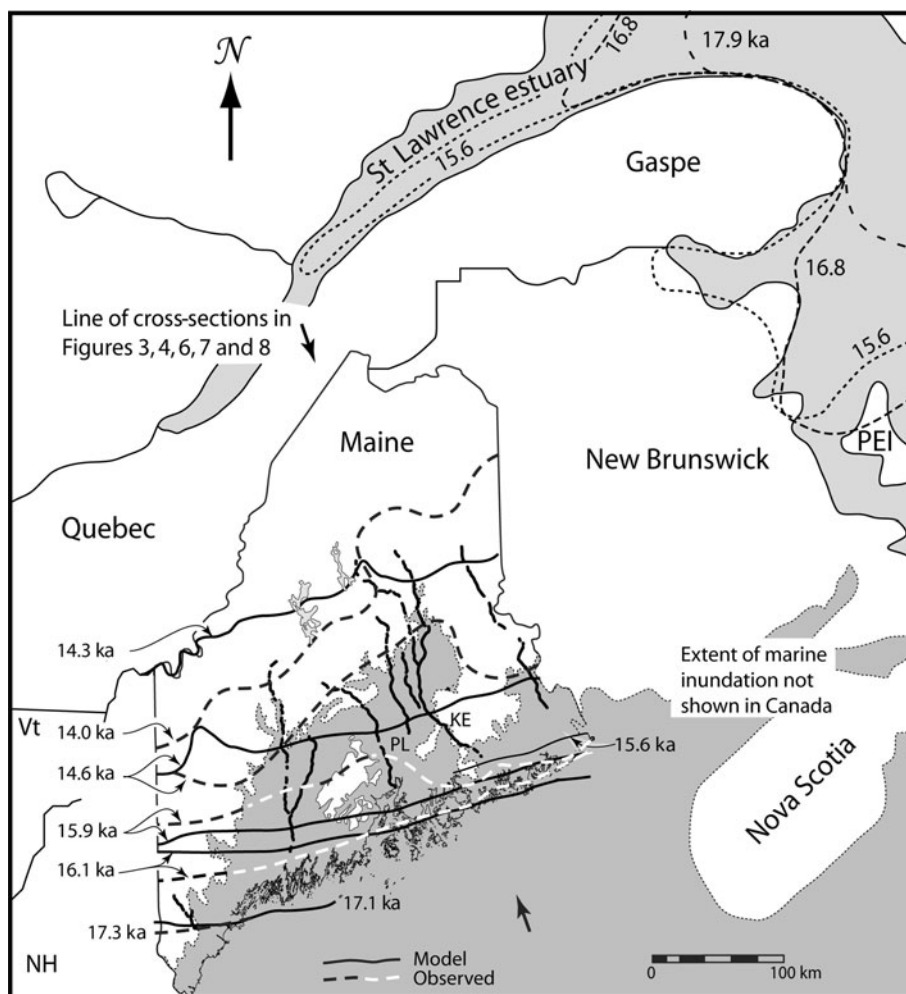 N
16.8
17.9 ka
St Lawrence estuary
15.6
Gaspe
16.8
Line of cross-sections in
Figures 3, 4, 6, 7 and 8
15.6
PEI
Maine
New Brunswick
Quebec
14.3 ka
Extent of marine
inundation not
shown in Canada
Vt
14.0 ka
KE
PL
15.6 ka
14.6 ka
Nova Scotia
15.9 ka
16.1 ka
17.1 ka
17.3 ka
NH
Model
Observed
0
100 km